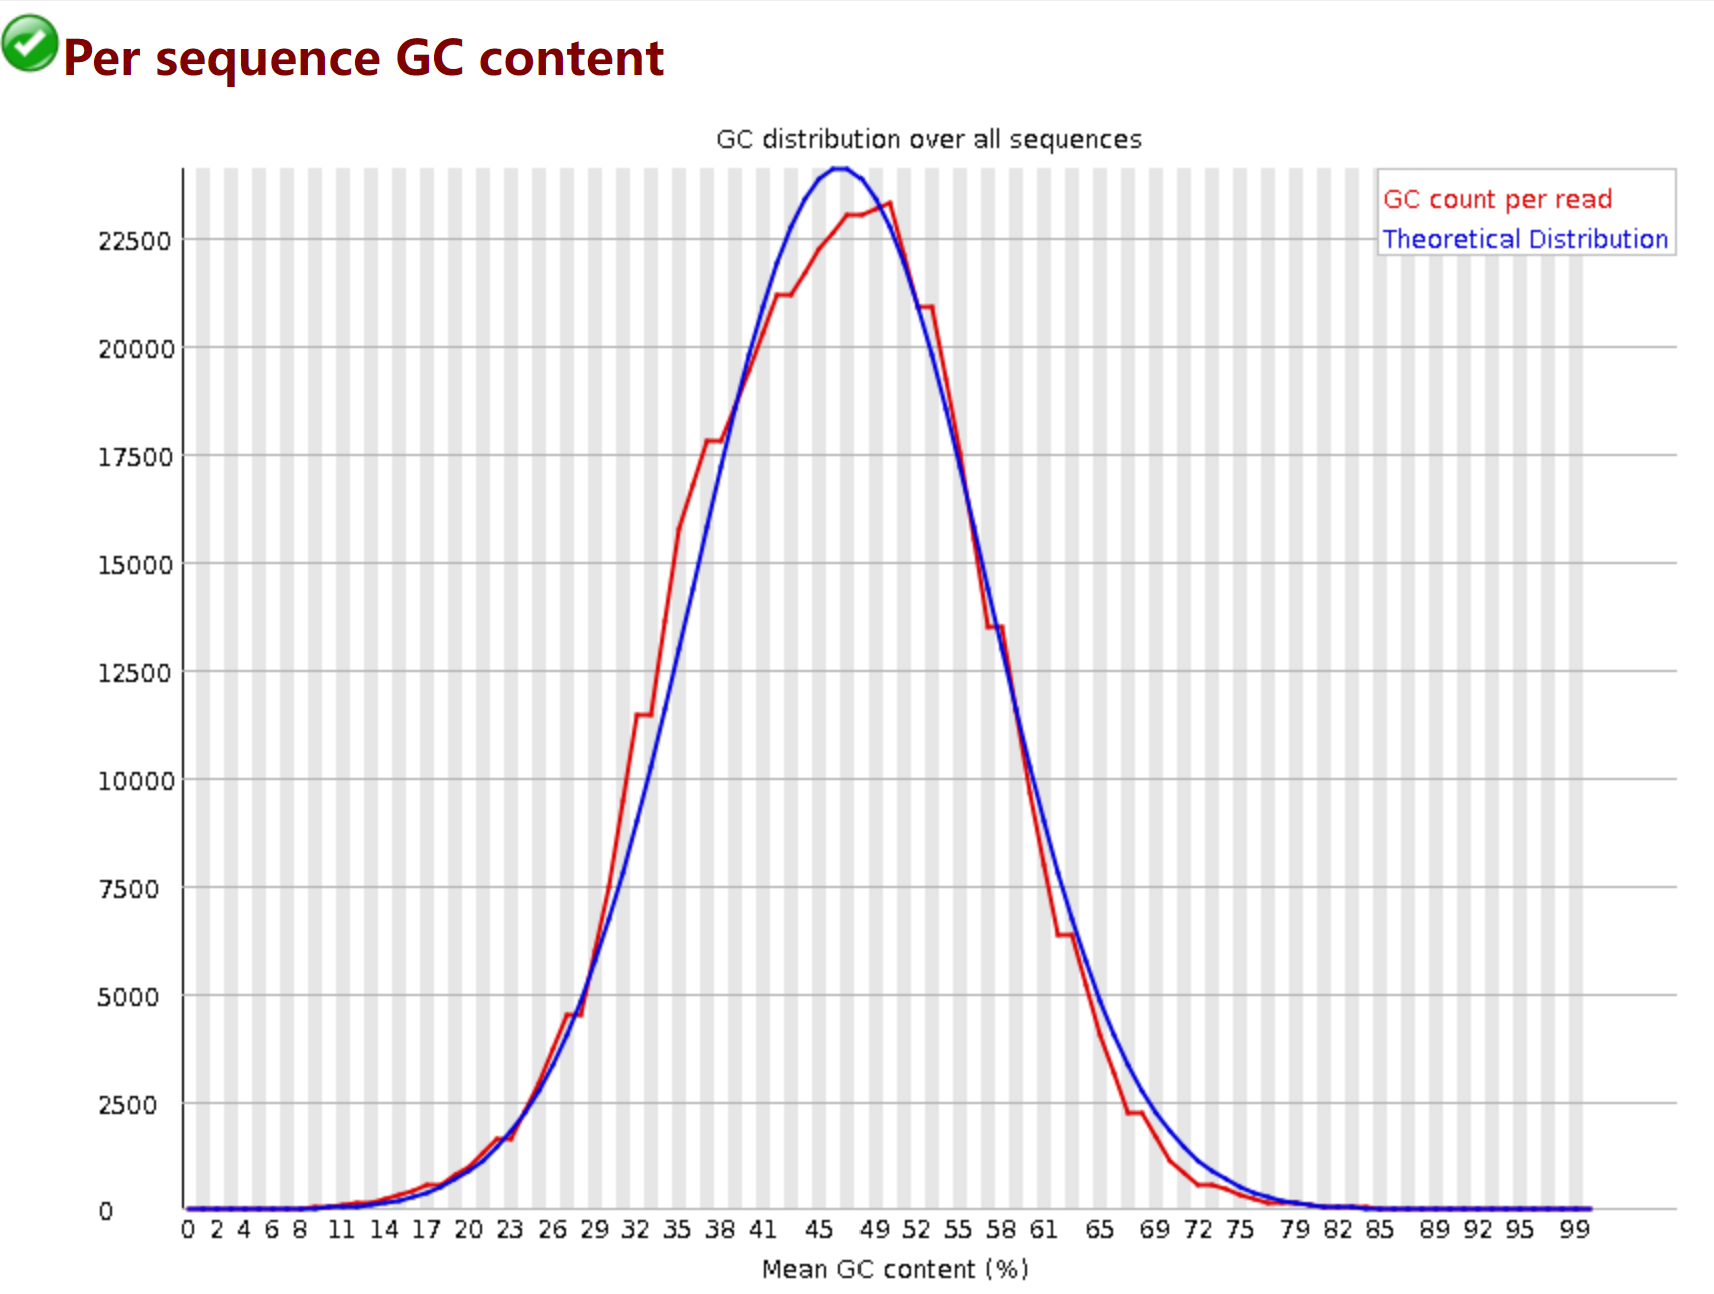 Per sequence GC content
GC distribution over all sequences
GC count per read
Theoretical Distribution
22500
20000
17500
15000
12500
10000
7500
5000
2500
0
0 2 4 6 8 11 14 17 20 23 26 29 32 35 38 41 45 49 52 55 58 61 65 69 72 75 79 82 85 89 92 95 99
Mean GC content (%)